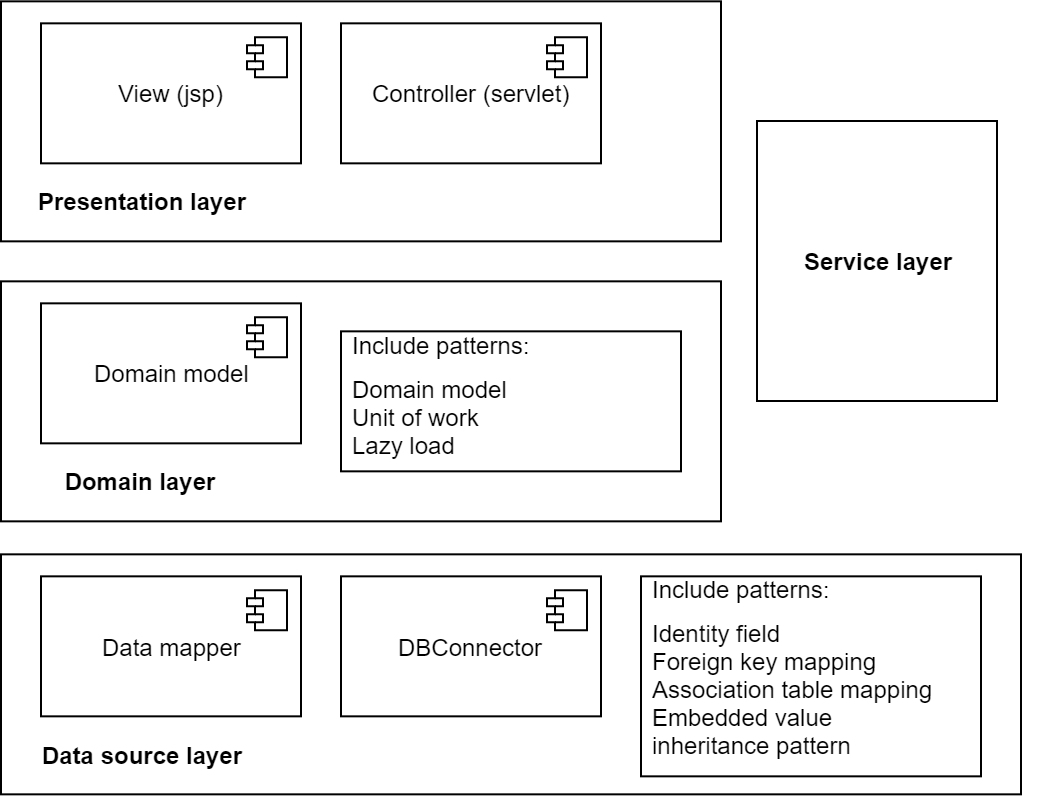 View (jsp)
Controller (servlet)
Presentation layer
Service layer
Domain model
Include patterns:
Domain model
Unit of work
Lazy load
Domain layer
Data mapper
DBConnector
Include patterns:
Identity field
Foreign key mapping
Association table mapping
Embedded value
inheritance pattern
Data source layer